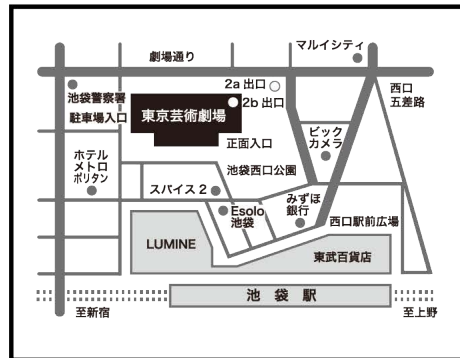 マルイシティ
劇場通り
2a 出口
西口
五差路
池袋警察署
2b 出口
駐車場入口
東京芸術劇場
正面入口
ビック
カメラ
ホテル
メトロ
ポリタン
池袋西口公園
スパイス 2
みずほ
銀行
Esolo
池袋
西口駅前広場
LUMINE
東武百貨店
池袋駅
至新宿
至上野